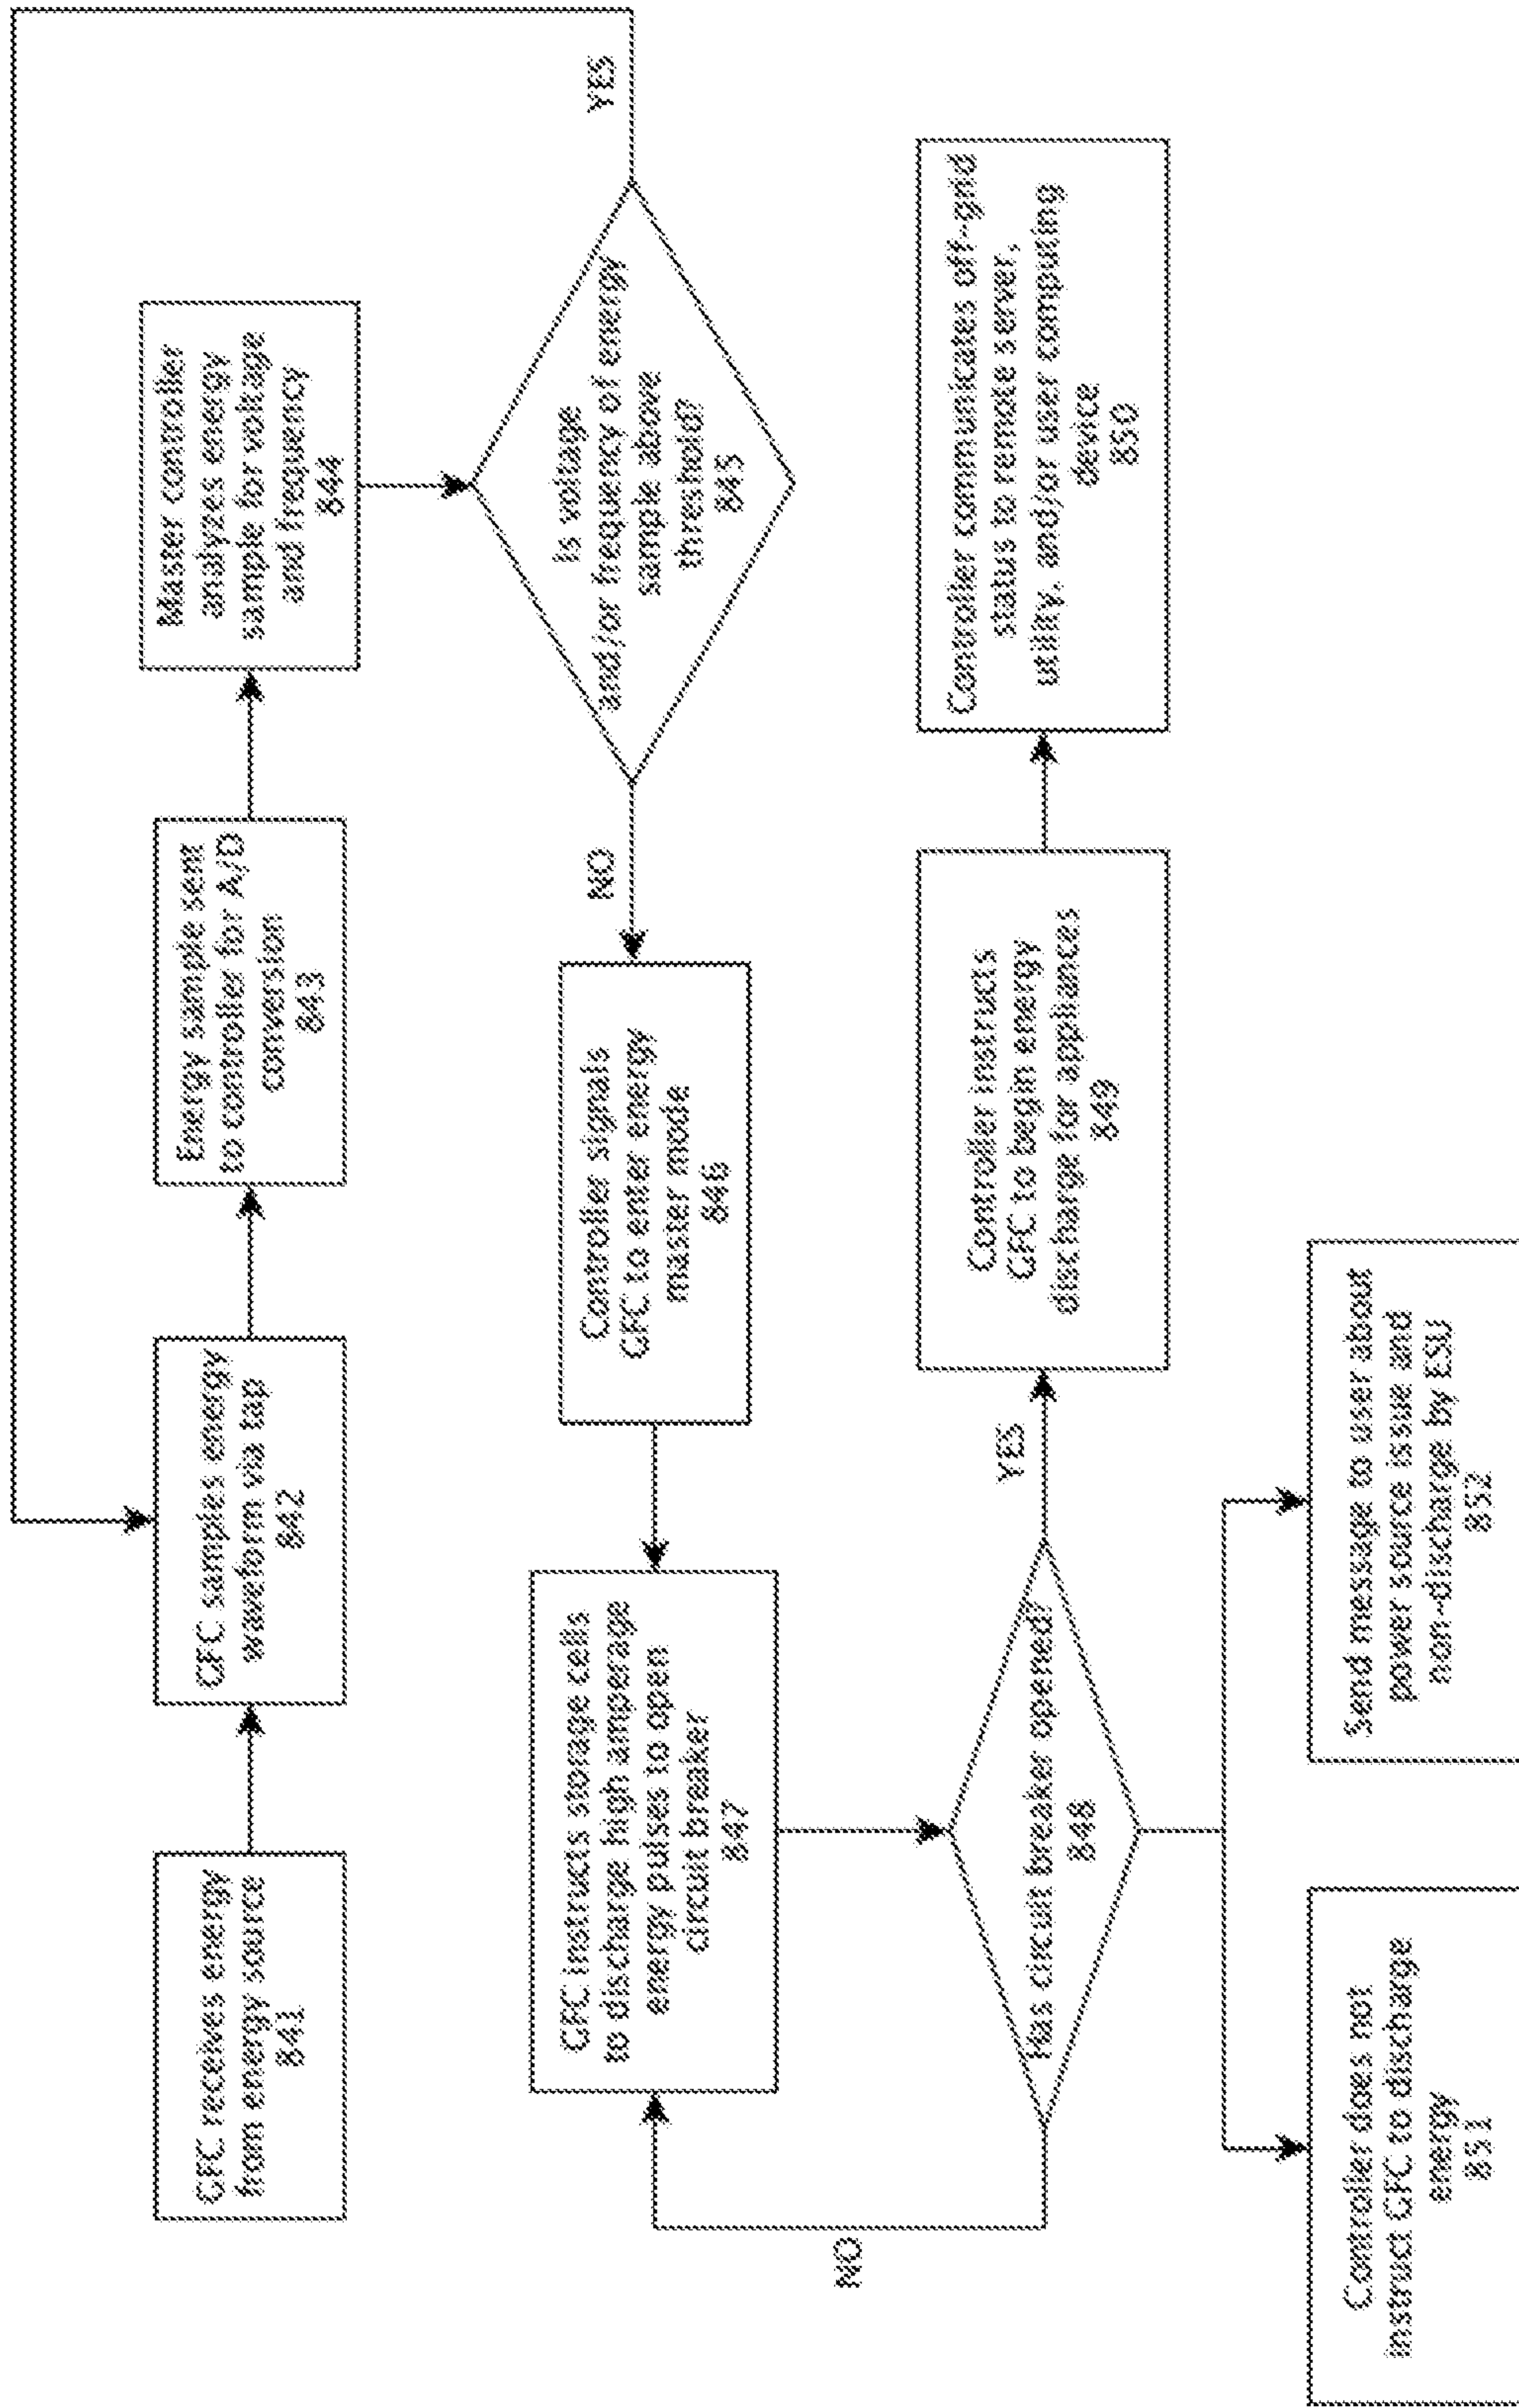 GFC receives energy
from energy source
841
GFC samples energy
waveform via tap
842
Energy sample sent
to controller for A/D
conversion
843
Master controller
analyzes energy
sample for voltage
and frequency
844
Is voltage
and/or frequency of energy
sample above
threshold?
845
YES
NO
Controller signals
GFC to enter energy
master mode
846
GFC instructs storage cells
to discharge high amperage
energy pulses to open
circuit breaker
847
Has circuit breaker opened?
848
NO
YES
Controller instructs
GFC to begin energy
discharge for appliances
849
Controller communicates off-grid
status to remote server,
utility, and/or user computing
device
850
Controller does not
instruct GFC to discharge
energy
851
Send message to user about
power source issue and
non-discharge by ESU
852